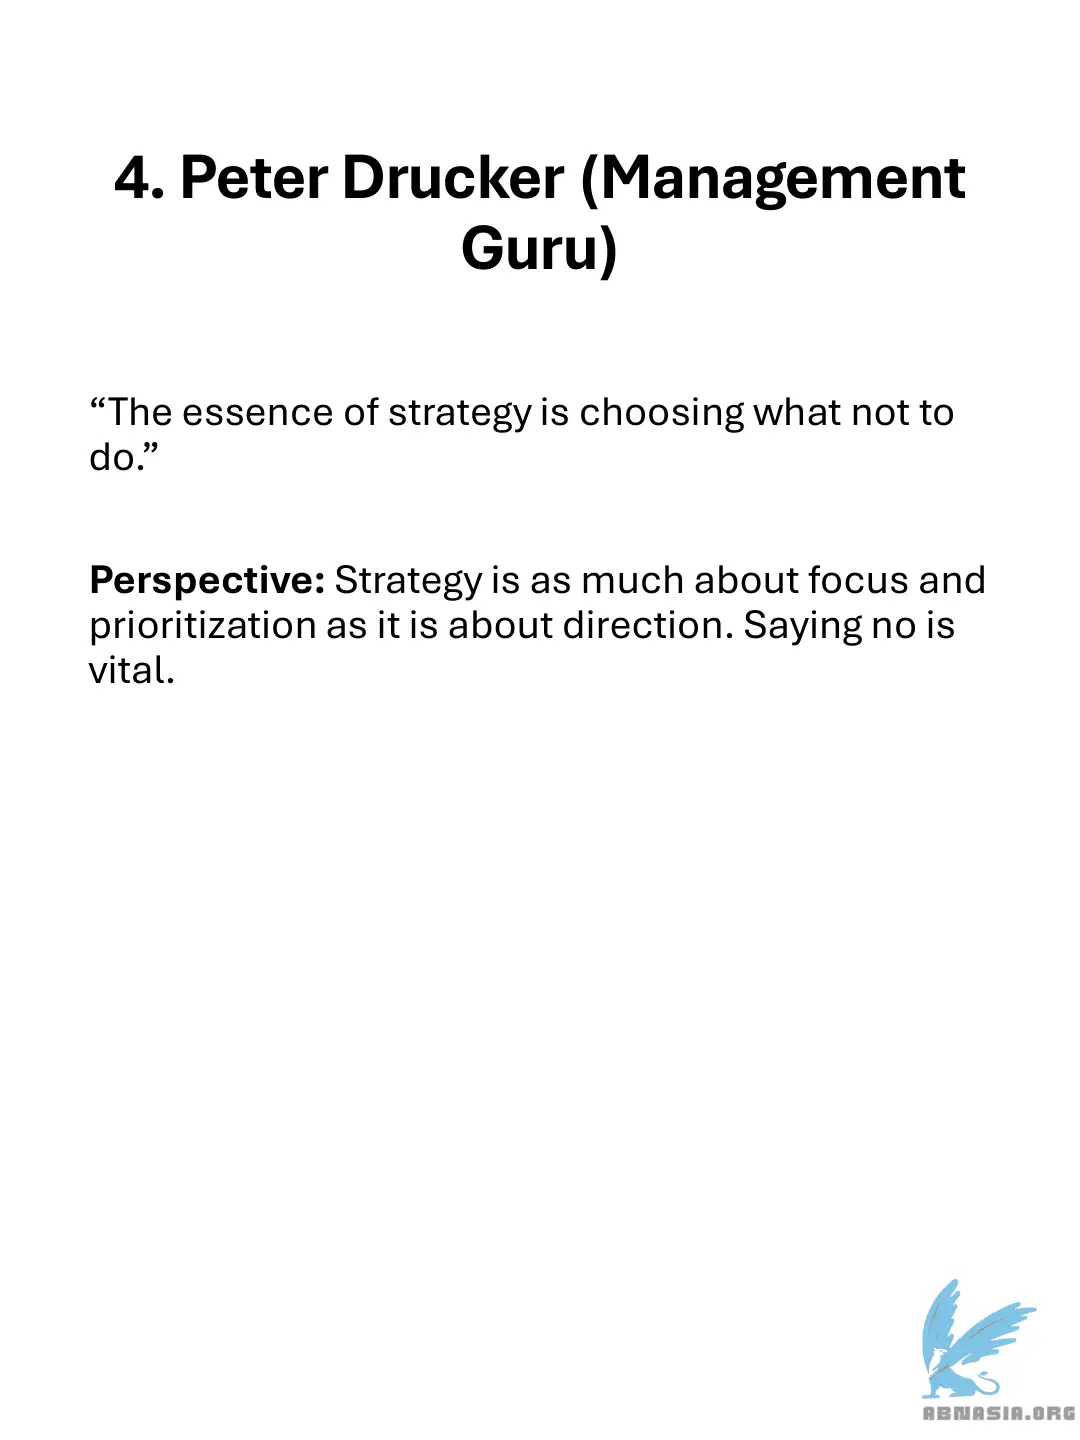 4. Peter Drucker (Management
Guru)
“The essence of strategy is choosing what not to
do.”
Perspective: Strategy is as much about focus and
prioritization as it is about direction. Saying no is
vital.
ABNASIA.ORG